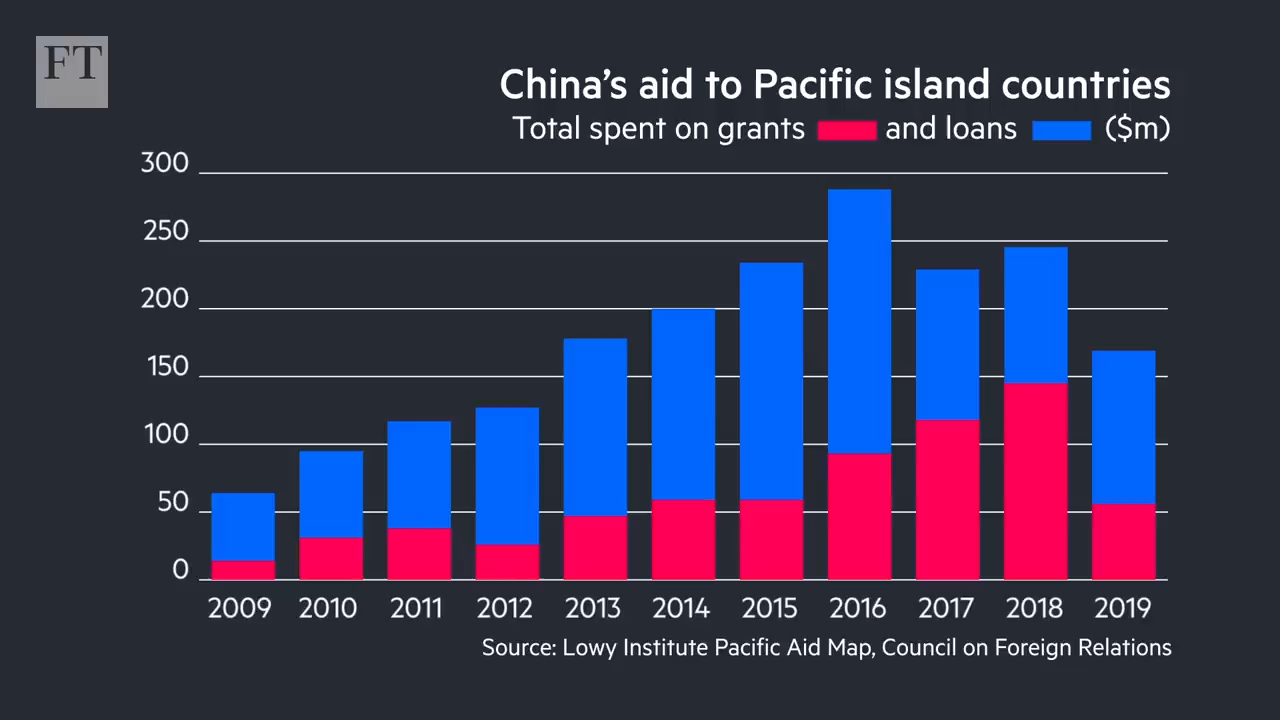 FT
China’s aid to Pacific island countries
Total spent on grants and loans ($m)
300
250
200
150
100
50
0
2009 2010 2011 2012 2013 2014 2015 2016 2017 2018 2019
Source: Lowy Institute Pacific Aid Map, Council on Foreign Relations